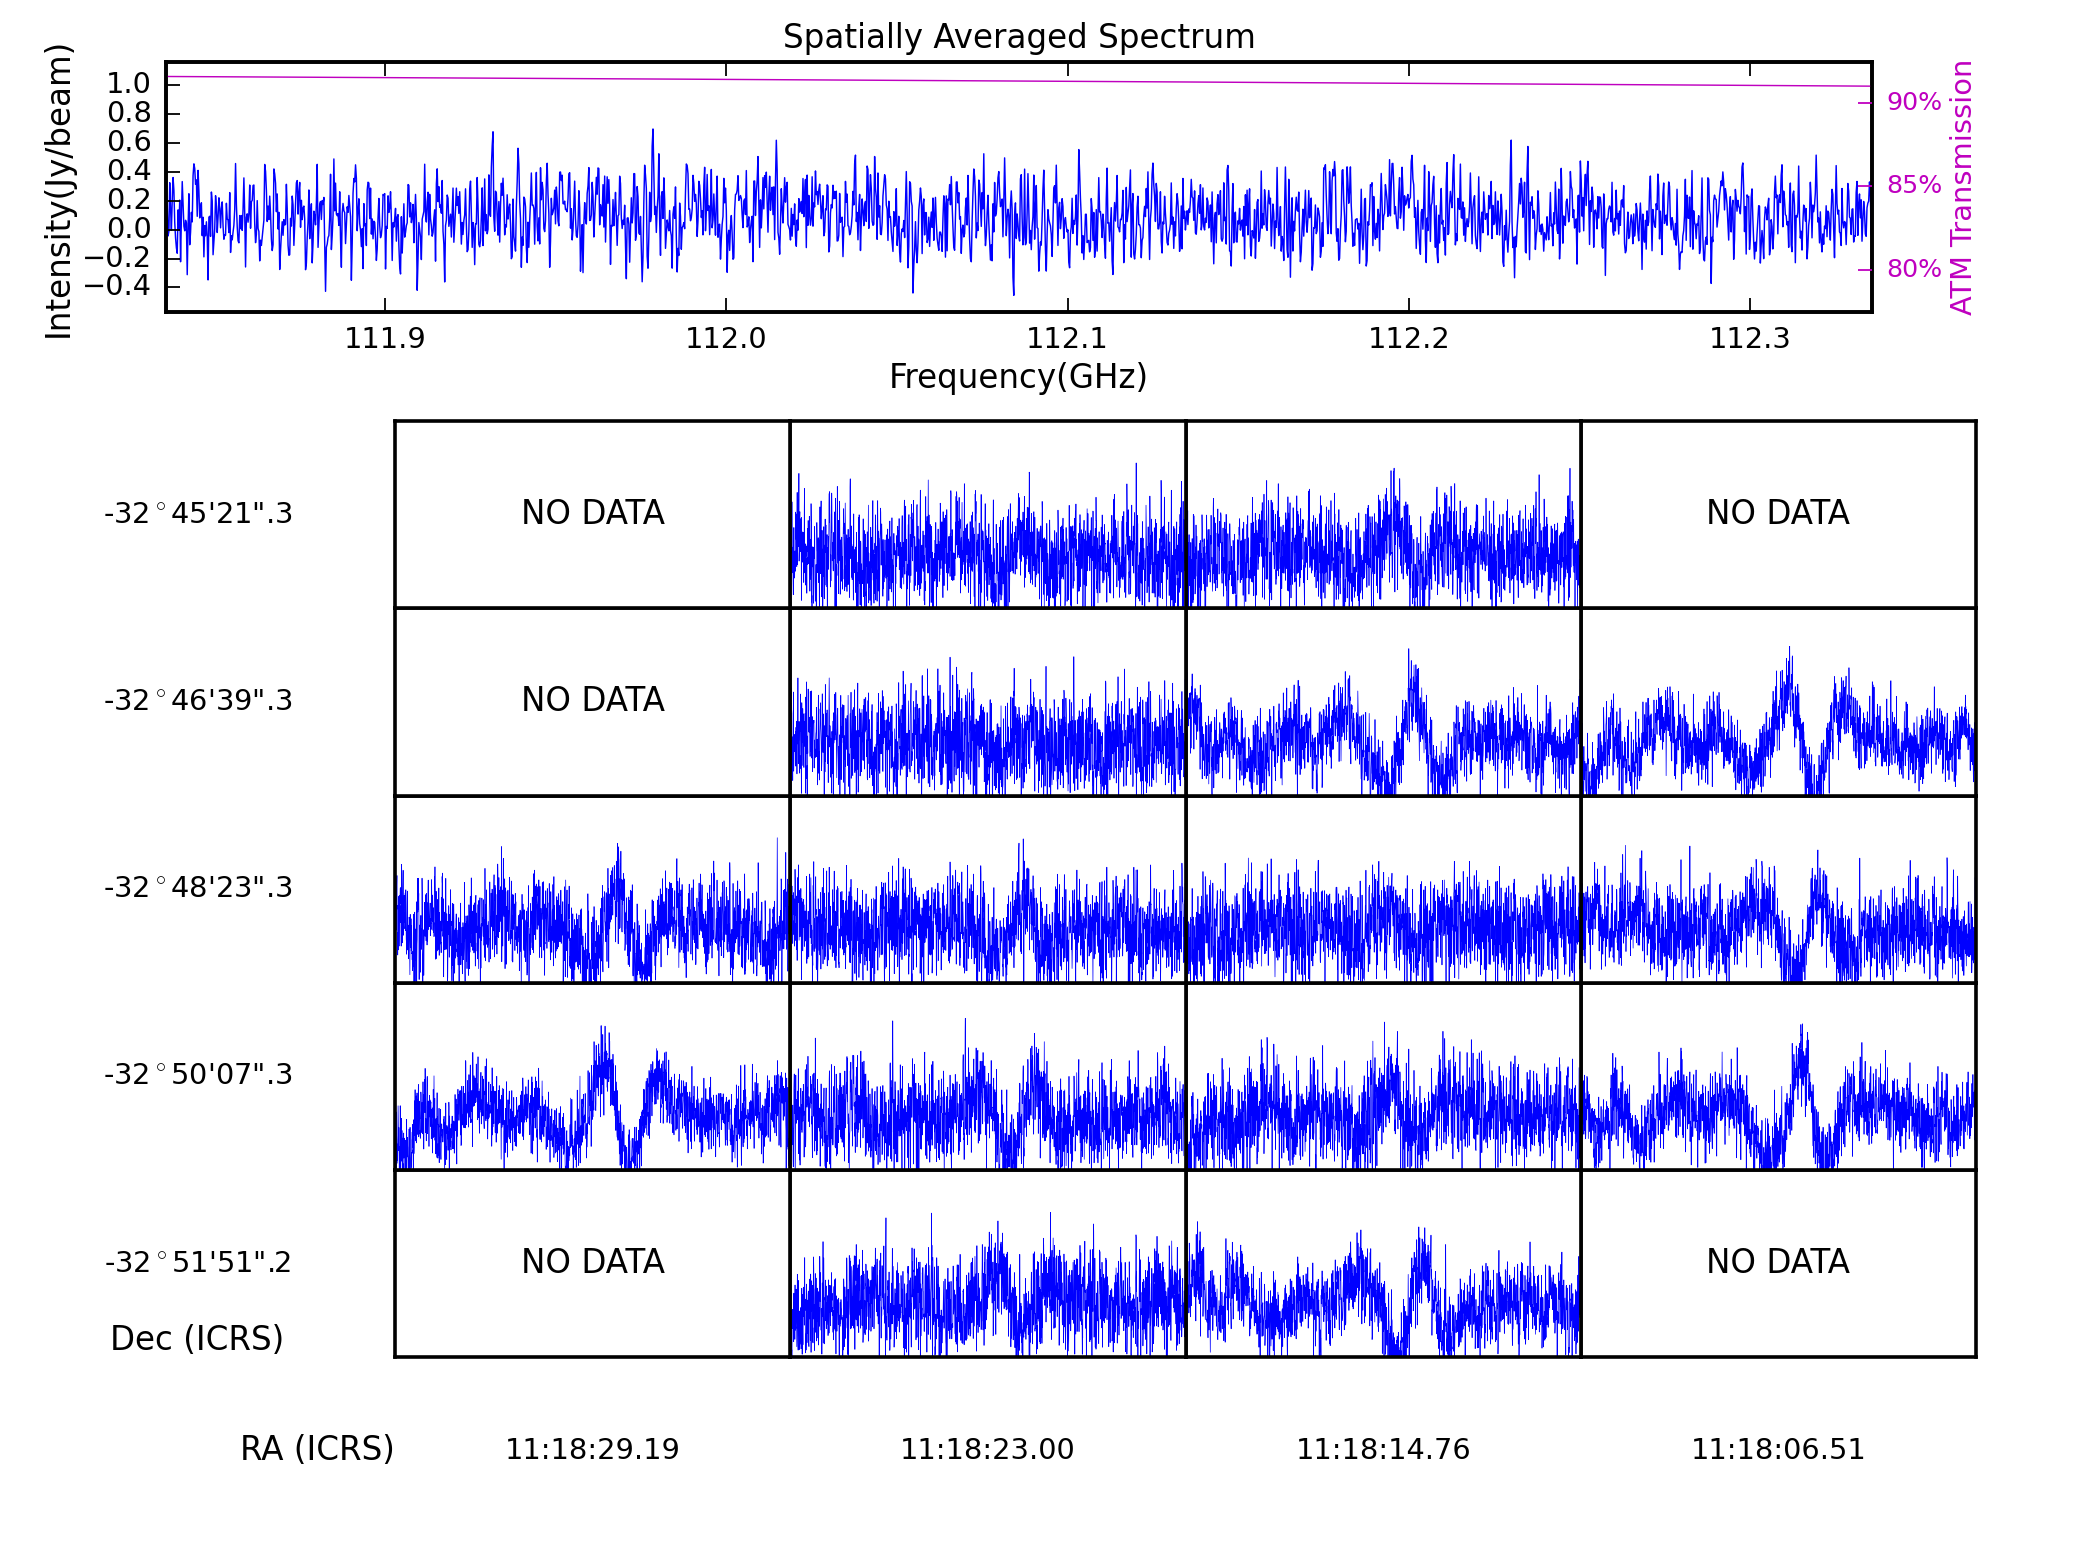 Spatially Averaged Spectrum
Intensity(Jy/beam)
1.0
0.8
0.6
0.4
0.2
0.0
−0.2
−0.4
90%
85%
80%
ATM Transmission
111.9 112.0 112.1 112.2 112.3
Frequency(GHz)
-32°45'21".3 NO DATA NO DATA
-32°46'39".3 NO DATA
-32°48'23".3
-32°50'07".3
-32°51'51".2 NO DATA NO DATA
Dec (ICRS)
RA (ICRS) 11:18:29.19 11:18:23.00 11:18:14.76 11:18:06.51